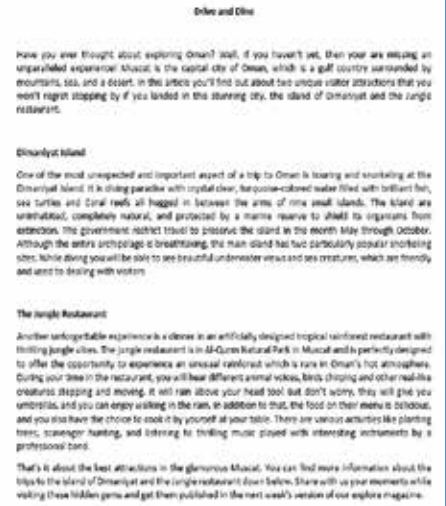 Drive and Dive
Have you ever thought about exploring Oman? Well, if you haven't yet, then your are missing an
unparalleled experience! Muscat is the capital city of Oman, which is a gulf country surrounded by
mountains, sea, and a desert. In this article you'll find out about two unique visitor attractions that you
won't regret stopping by if you landed in this stunning city, the island of Dimaniyat and the Jungle
restaurant.
Dimaniyat Island
One of the most unexpected and important aspect of a trip to Oman is touring and snorkeling at the
Dimaniyat Island. It is diving paradise with crystal clear, turquoise-colored water filled with brilliant fish,
sea turtles and Coral reefs all hugged in between the arms of nine small islands. The island are
uninhabited, completely natural, and protected by a marine reserve to shield its organisms from
extinction. The government restrict travel to preserve the island in the month May through October.
Although the entire archipelago is breathtaking, the main island has two particularly popular snorkeling
sites. While diving you will be able to see beautiful underwater views and sea creatures, which are friendly
and used to dealing with visitors
The Jungle Restaurant
Another unforgettable experience is a dinner in an artificially designed tropical rainforest restaurant with
thrilling jungle vibes. The jungle restaurant is in Al-Qurm Natural Park in Muscat and is perfectly designed
to offer the opportunity to experience an unusual rainforest which is rare in Oman's hot atmosphere.
During your time in the restaurant, you will hear different animal voices, birds chirping and other real-like
creatures stepping and moving. It will rain above your head too! but don't worry, they will give you
umbrellas, and you can enjoy walking in the rain. In addition to that, the food on their menu is delicious,
and you also have the choice to cook it by yourself at your table. There are various activities like planting
trees, scavenger hunting, and listening to thrilling music played with interesting instruments by a
professional band.
That's it about the best attractions in the glamorous Muscat. You can find more information about the
trips to the island of Dimaniyat and the jungle restaurant down below. Share with us your moments while
visiting these hidden gems and get them published in the next week's version of our explore magazine.